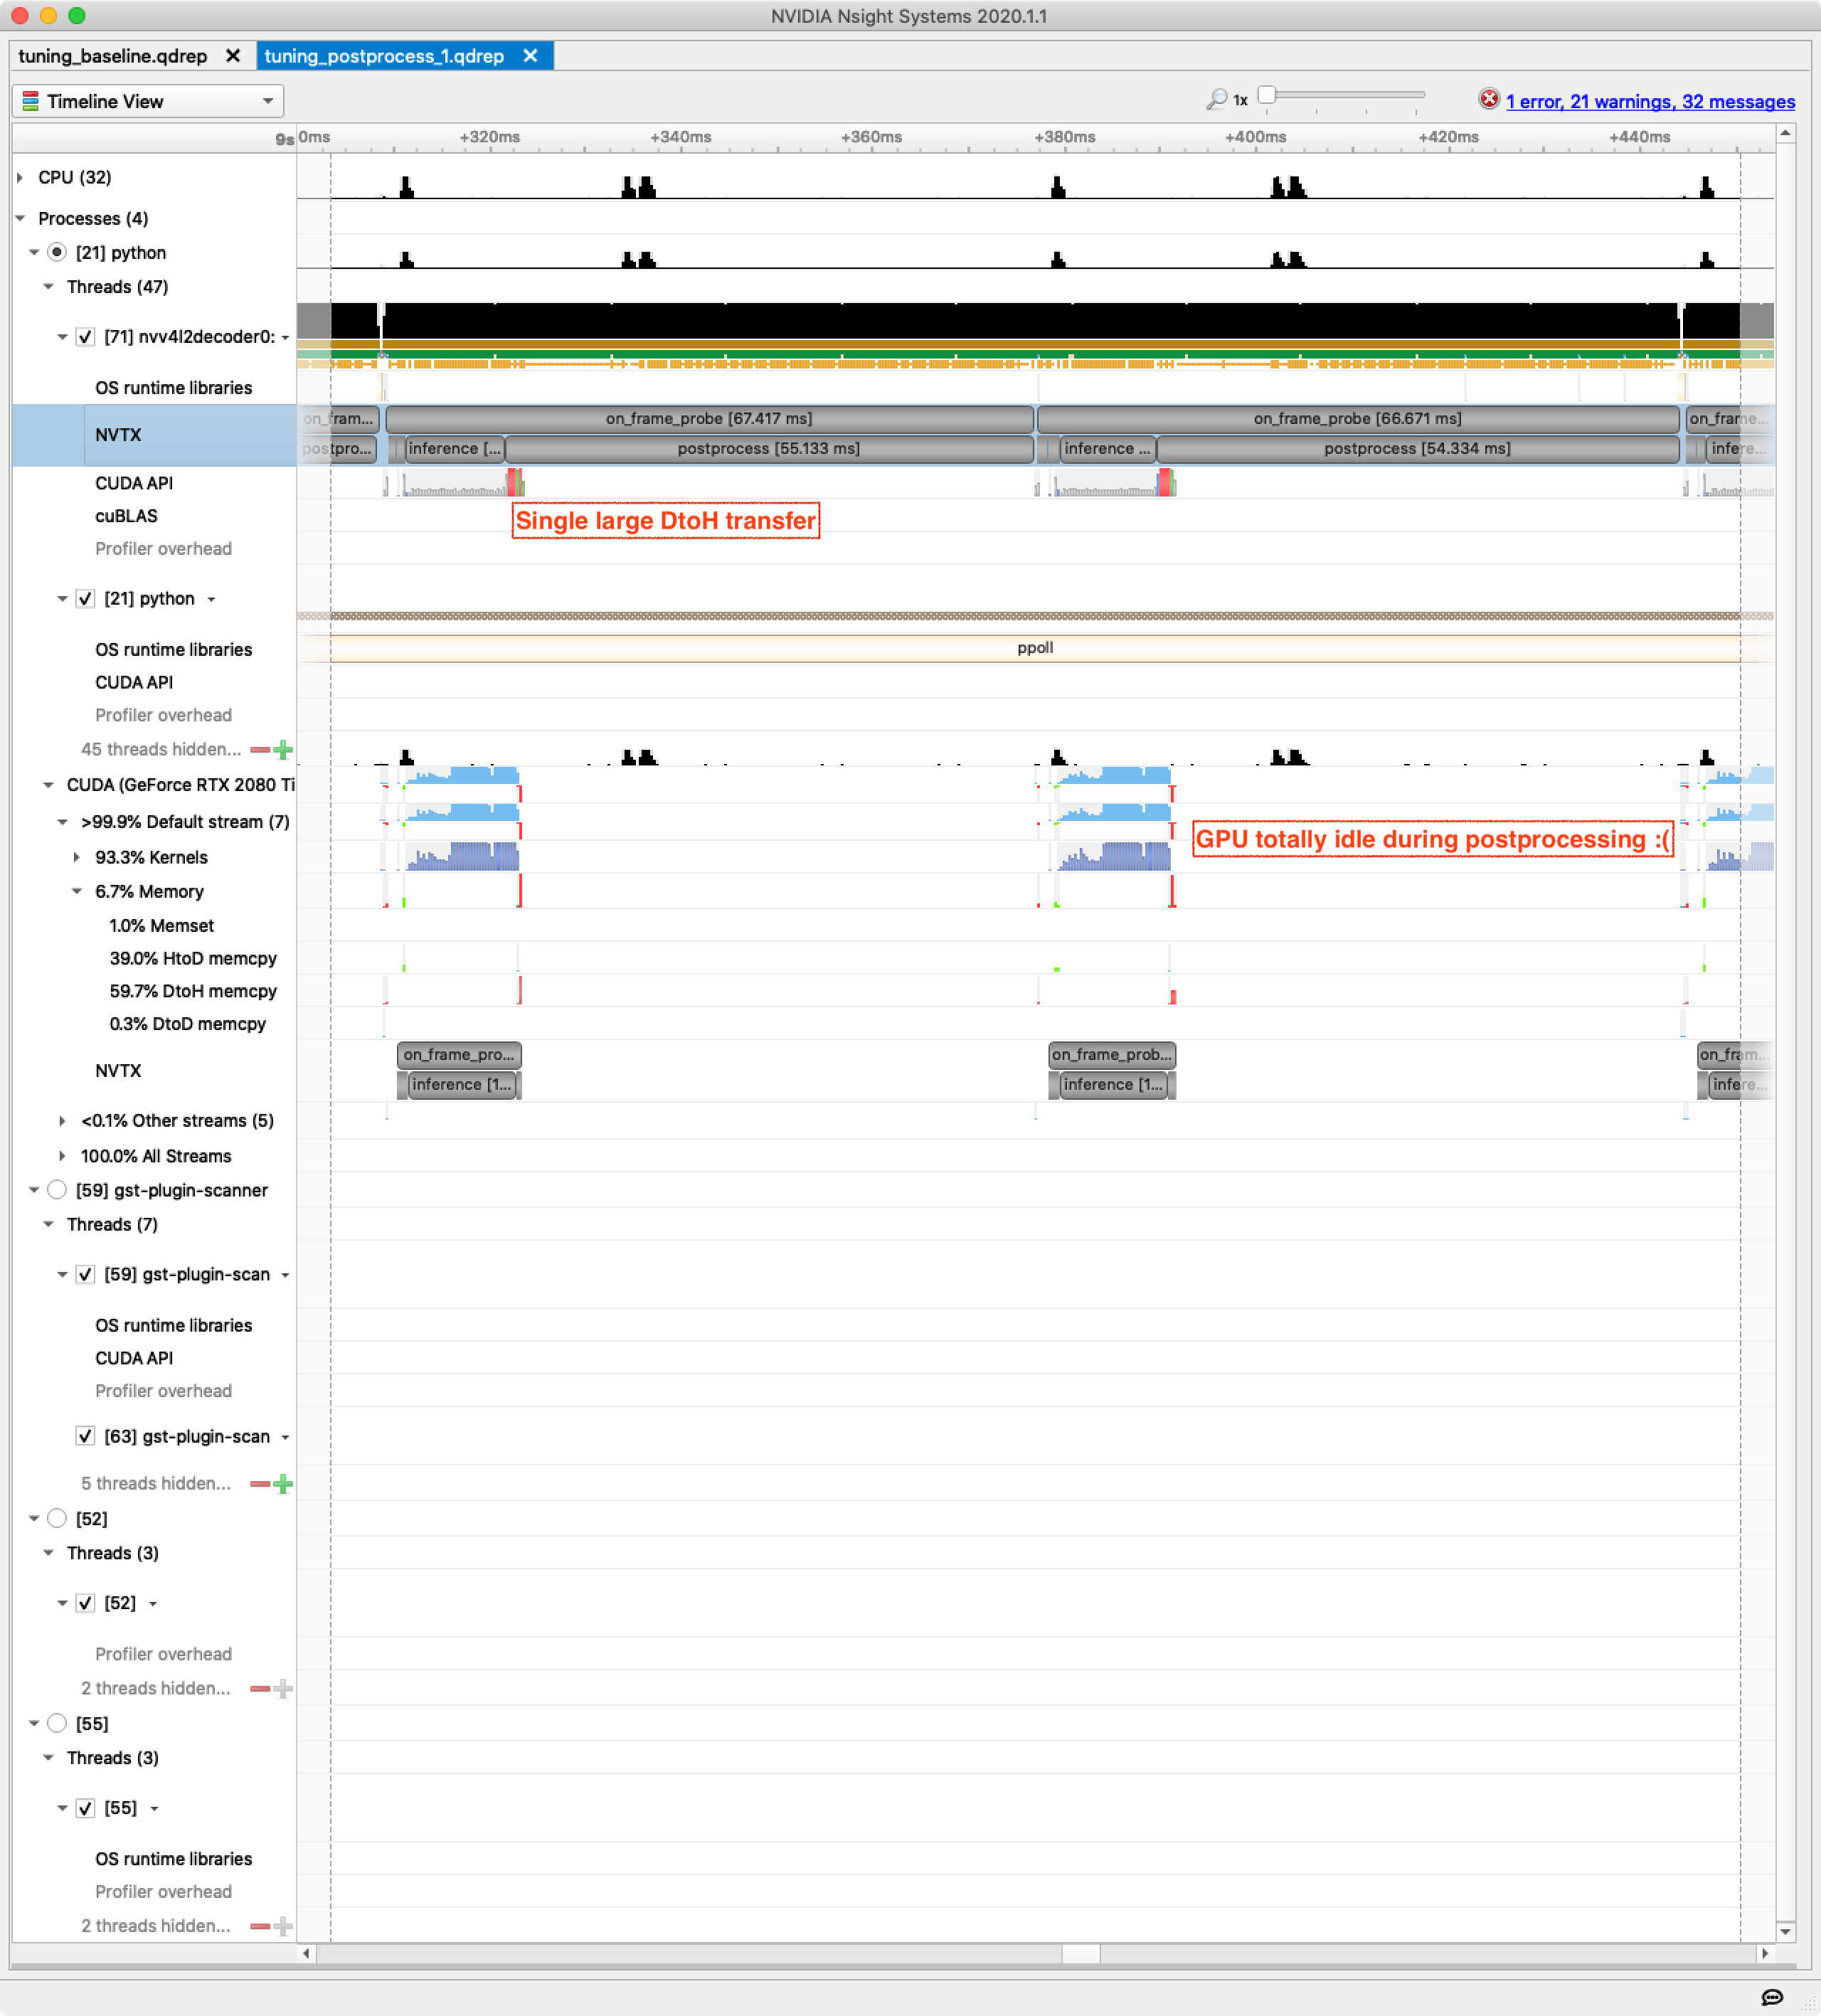 NVIDIA Nsight Systems 2020.1.1
tuning_baseline.qdrep
tuning_postprocess_1.qdrep
Timeline View
1x
1 error, 21 warnings, 32 messages
9s 0ms +320ms +340ms +360ms +380ms +400ms +420ms +440ms
CPU (32)
Processes (4)
[21] python
Threads (47)
[71] nvv4l2decoder0:
OS runtime libraries
NVTX
on_fram... on_frame_probe [67.417 ms] on_frame_probe [66.671 ms] on_frame...
postpro... inference [... postprocess [55.133 ms] inference ... postprocess [54.334 ms] infere...
CUDA API
Single large DtoH transfer
cuBLAS
Profiler overhead
[21] python
OS runtime libraries
ppoll
CUDA API
Profiler overhead
45 threads hidden...
CUDA (GeForce RTX 2080 Ti
>99.9% Default stream (7)
GPU totally idle during postprocessing :(
93.3% Kernels
6.7% Memory
1.0% Memset
39.0% HtoD memcpy
59.7% DtoH memcpy
0.3% DtoD memcpy
NVTX
on_frame_pro... on_frame_prob... on_fram...
inference [1... inference [1... infere...
<0.1% Other streams (5)
100.0% All Streams
[59] gst-plugin-scanner
Threads (7)
[59] gst-plugin-scan
OS runtime libraries
CUDA API
Profiler overhead
[63] gst-plugin-scan
5 threads hidden...
[52]
Threads (3)
[52]
Profiler overhead
2 threads hidden...
[55]
Threads (3)
[55]
OS runtime libraries
Profiler overhead
2 threads hidden...